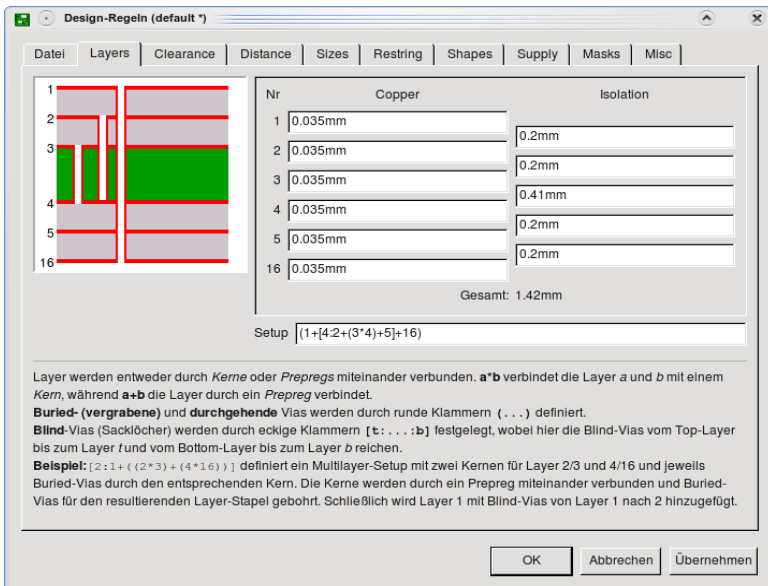 Design-Regeln (default *)
Datei Layers Clearance Distance Sizes Restring Shapes Supply Masks Misc
1
2
3
4
5
16
Nr Copper Isolation
1 0.035mm
0.2mm
2 0.035mm
0.2mm
3 0.035mm
0.41mm
4 0.035mm
0.2mm
5 0.035mm
0.2mm
16 0.035mm
Gesamt: 1.42mm
Setup (1+[4:2+(3*4)+5]+16)
Layer werden entweder durch Kerne oder Prepregs miteinander verbunden. a*b verbindet die Layer a und b mit einem
Kern, während a+b die Layer durch ein Prepreg verbindet.
Buried- (vergrabene) und durchgehende Vias werden durch runde Klammern (...) definiert.
Blind-Vias (Sacklöcher) werden durch eckige Klammern [t:...:b] festgelegt, wobei hier die Blind-Vias vom Top-Layer
bis zum Layer t und vom Bottom-Layer bis zum Layer b reichen.
Beispiel: [2:1+((2*3)+(4*16))] definiert ein Multilayer-Setup mit zwei Kernen für Layer 2/3 und 4/16 und jeweils
Buried-Vias durch den entsprechenden Kern. Die Kerne werden durch ein Prepreg miteinander verbunden und Buried-
Vias für den resultierenden Layer-Stapel gebohrt. Schließlich wird Layer 1 mit Blind-Vias von Layer 1 nach 2 hinzugefügt.
OK Abbrechen Übernehmen